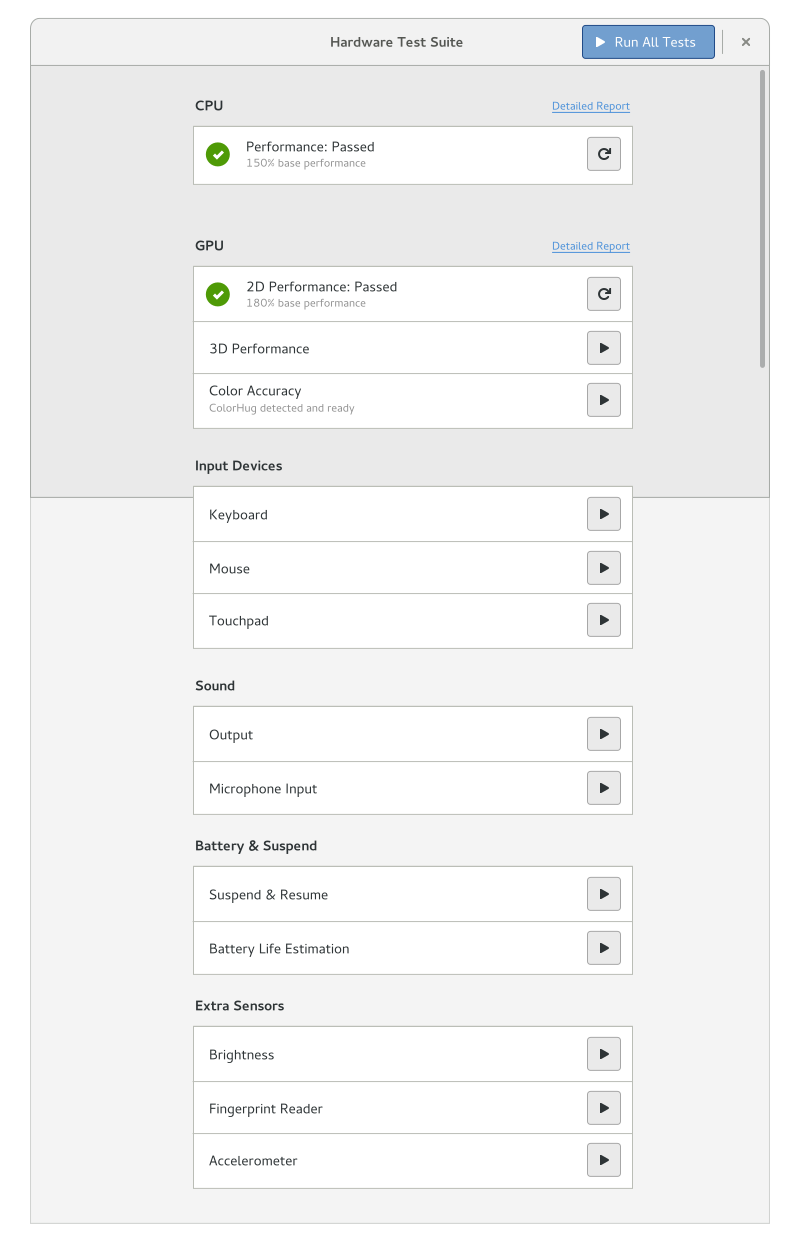 Hardware Test Suite
Run All Tests
CPU
Detailed Report
Performance: Passed
150% base performance
GPU
Detailed Report
2D Performance: Passed
180% base performance
3D Performance
Color Accuracy
ColorHug detected and ready
Input Devices
Keyboard
Mouse
Touchpad
Sound
Output
Microphone Input
Battery & Suspend
Suspend & Resume
Battery Life Estimation
Extra Sensors
Brightness
Fingerprint Reader
Accelerometer